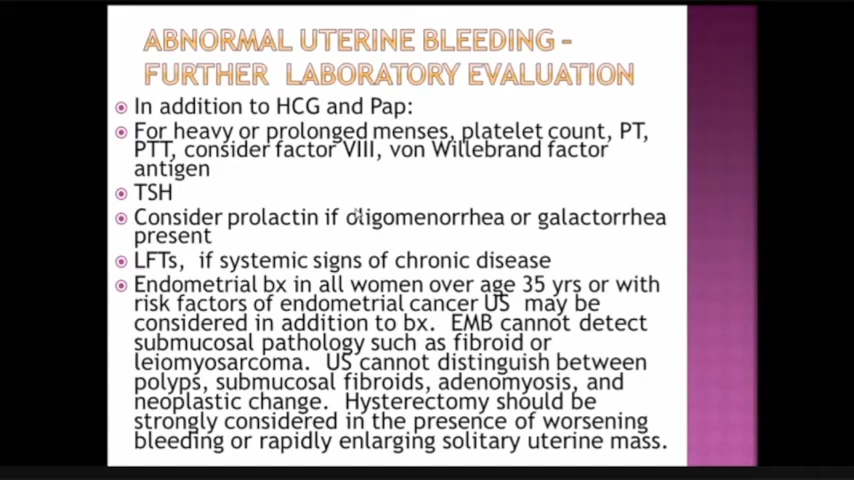 ABNORMAL UTERINE BLEEDING –
FURTHER LABORATORY EVALUATION
In addition to HCG and Pap:
For heavy or prolonged menses, platelet count, PT,
PTT, consider factor VIII, von Willebrand factor
antigen
TSH
Consider prolactin if oligomenorrhea or galactorrhea
present
LFTs, if systemic signs of chronic disease
Endometrial bx in all women over age 35 yrs or with
risk factors of endometrial cancer US may be
considered in addition to bx. EMB cannot detect
submucosal pathology such as fibroid or
leiomyosarcoma. US cannot distinguish between
polyps, submucosal fibroids, adenomyosis, and
neoplastic change. Hysterectomy should be
strongly considered in the presence of worsening
bleeding or rapidly enlarging solitary uterine mass.